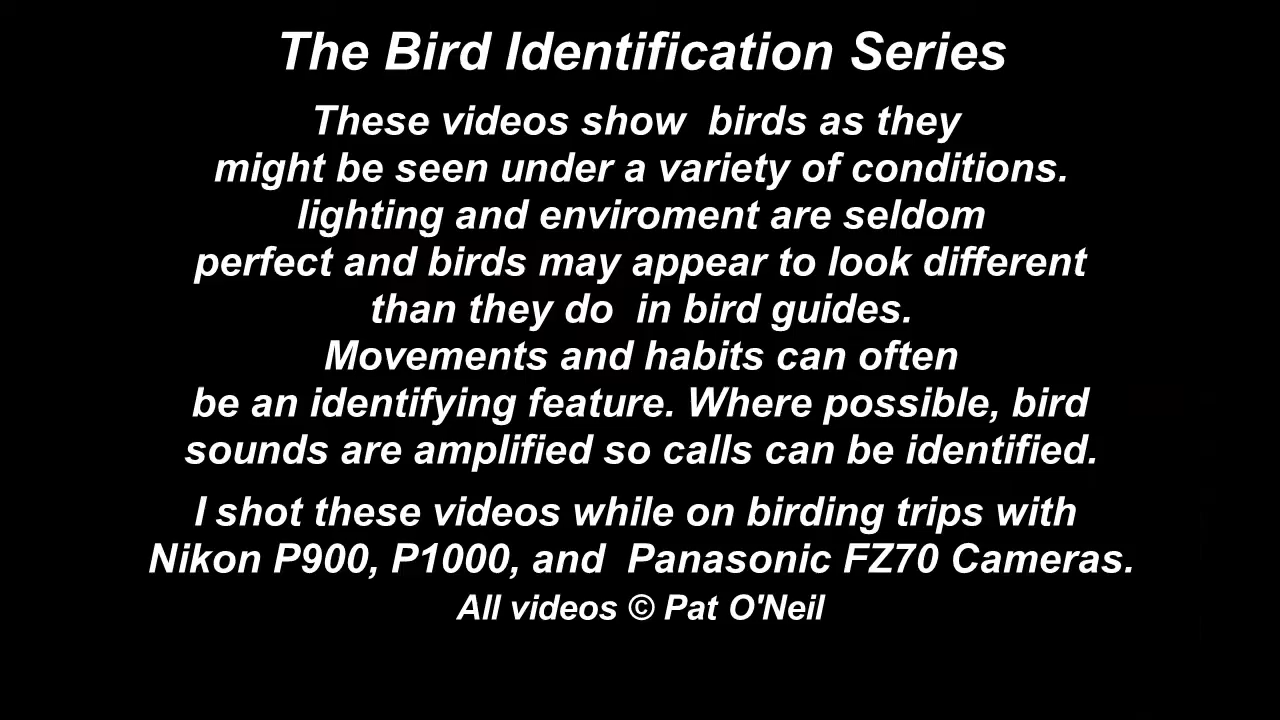 The Bird Identification Series
These videos show  birds as they
might be seen under a variety of conditions.
lighting and enviroment are seldom
perfect and birds may appear to look different
than they do  in bird guides.
Movements and habits can often
be an identifying feature. Where possible, bird
sounds are amplified so calls can be identified.
I shot these videos while on birding trips with
Nikon P900, P1000, and  Panasonic FZ70 Cameras.
All videos © Pat O'Neil